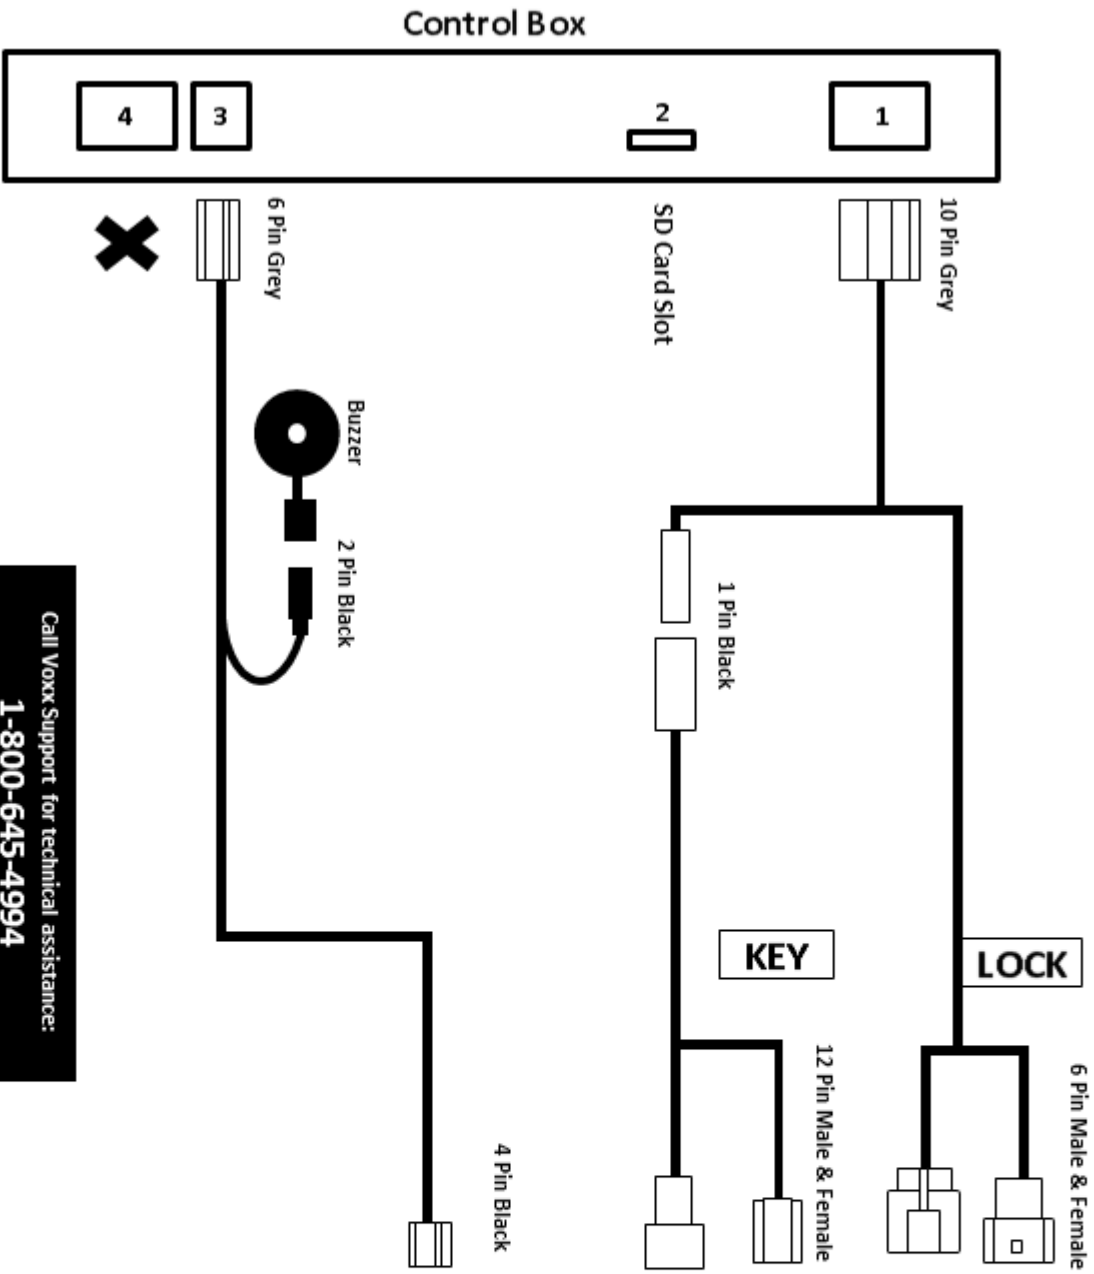 Control Box
4
3
2
1
6 Pin Grey
SD Card Slot
10 Pin Grey
Buzzer
2 Pin Black
1 Pin Black
KEY
LOCK
12 Pin Male & Female
6 Pin Male & Female
4 Pin Black
Call Voxx Support for technical assistance:
1-800-645-4994